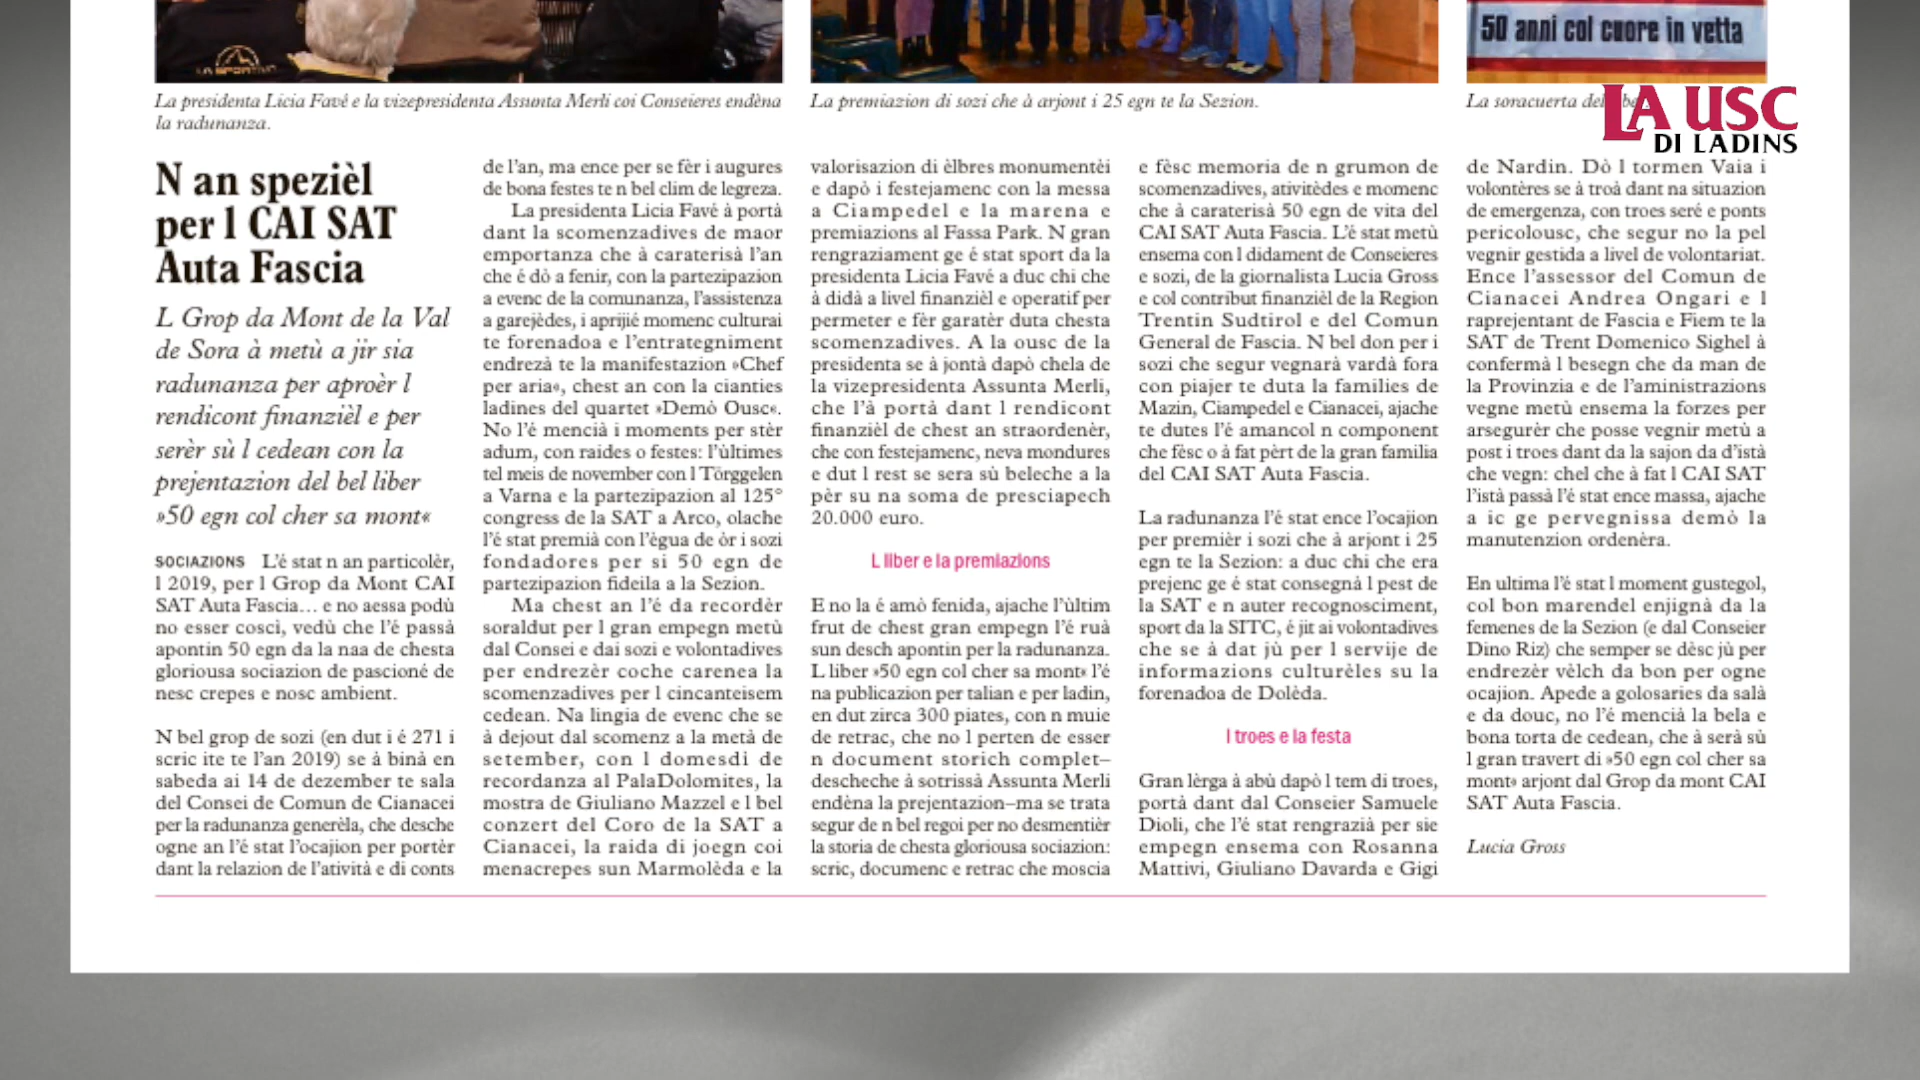 50 anni col cuore in vetta
LA USC
DI LADINS
La presidenta Licia Favé e la vizepresidenta Assunta Merli coi Conseieres endèna
la radunanza.
La premiazion di sozi che à arjont i 25 egn te la Sezion.
La soracuerta del
N an spezièl
per l CAI SAT
Auta Fascia
L Grop da Mont de la Val
de Sora à metù a jir sia
radunanza per aproèr l
rendicont finanzièl e per
serèr sù l cedean con la
prejentazion del bel liber
»50 egn col cher sa mont«
SOCIAZIONS L’é stat n an particolèr,
l 2019, per l Grop da Mont CAI
SAT Auta Fascia… e no aessa podù
no esser coscì, vedù che l’é passà
apontin 50 egn da la naa de chesta
gloriousa sociazion de pascioné de
nesc crepes e nosc ambient.
N bel grop de sozi (en dut i é 271 i
scric ite te l’an 2019) se à binà en
sabeda ai 14 de dezember te sala
del Consei de Comun de Cianacei
per la radunanza generèla, che desche
ogne an l’é stat l’ocajion per portèr
dant la relazion de l’atività e di conts
de l’an, ma ence per se fèr i augures
de bona festes te n bel clim de legreza.
La presidenta Licia Favé à portà
dant la scomenzadives de maor
emportanza che à caraterisà l’an
che é dò a fenir, con la partezipazion
a evenc de la comunanza, l’assistenza
a garejèdes, i aprijié momenc culturai
te forenadoa e l’entrategniment
endrezà te la manifestazion »Chef
per aria«, chest an con la cianties
ladines del quartet »Demò Ousc«.
No l’é mencià i moments per stèr
adum, con raides o festes: l’ùltimes
tel meis de november con l Törggelen
a Varna e la partezipazion al 125°
congress de la SAT a Arco, olache
l’é stat premià con l’ègua de òr i sozi
fondadores per si 50 egn de
partezipazion fideila a la Sezion.
Ma chest an l’é da recordèr
soraldut per l gran empegn metù
dal Consei e dai sozi e volontadives
per endrezèr coche carenea la
scomenzadives per l cincanteisem
cedean. Na lingia de evenc che se
à dejout dal scomenz a la metà de
setember, con l domesdì de
recordanza al PalaDolomites, la
mostra de Giuliano Mazzel e l bel
conzert del Coro de la SAT a
Cianacei, la raida di joegn coi
menacrepes sun Marmolèda e la
valorisazion di èlbres monumentèi
e dapò i festejamenc con la messa
a Ciampedel e la marena e
premiazions al Fassa Park. N gran
rengraziament ge é stat sport da la
presidenta Licia Favé a duc chi che
à didà a livel finanzièl e operatif per
permeter e fèr garatèr duta chesta
scomenzadives. A la ousc de la
presidenta se à jontà dapò chela de
la vizepresidenta Assunta Merli,
che l’à portà dant l rendicont
finanzièl de chest an straordenèr,
che con festejamenc, neva mondures
e dut l rest se sera sù beleche a la
pèr su na soma de presciapech
20.000 euro.
L liber e la premiazions
E no la é amò fenida, ajache l’ùltim
frut de chest gran empegn l’é ruà
sun desch apontin per la radunanza.
L liber »50 egn col cher sa mont« l’é
na publicazion per talian e per ladin,
en dut zirca 300 piates, con n muie
de retrac, che no l perten de esser
n document storich complet–
descheche à sotrissà Assunta Merli
endèna la prejentazion–ma se trata
segur de n bel regoi per no desmentièr
la storia de chesta gloriousa sociazion:
scric, documenc e retrac che moscia
e fèsc memoria de n grumon de
scomenzadives, ativitèdes e momenc
che à caraterisà 50 egn de vita del
CAI SAT Auta Fascia. L’é stat metù
ensema con l didament de Conseieres
e sozi, de la giornalista Lucia Gross
e col contribut finanzièl de la Region
Trentin Sudtirol e del Comun
General de Fascia. N bel don per i
sozi che segur vegnarà vardà fora
con piajer te duta la families de
Mazin, Ciampedel e Cianacei, ajache
te dutes l’é amancol n component
che fèsc o à fat pèrt de la gran familia
del CAI SAT Auta Fascia.
La radunanza l’é stat ence l’ocajion
per premièr i sozi che à arjont i 25
egn te la Sezion: a duc chi che era
prejenc ge é stat consegnà l pest de
la SAT e n auter recognosciment,
sport da la SITC, é jit ai volontadives
che se à dat jù per l servije de
informazions culturèles su la
forenadoa de Dolèda.
I troes e la festa
Gran lèrga à abù dapò l tem di troes,
portà dant dal Conseier Samuele
Dioli, che l’é stat rengrazià per sie
empegn ensema con Rosanna
Mattivi, Giuliano Davarda e Gigi
de Nardin. Dò l tormen Vaia i
volontères se à troà dant na situazion
de emergenza, con troes seré e ponts
pericolousc, che segur no la pel
vegnir gestida a livel de volontariat.
Ence l’assessor del Comun de
Cianacei Andrea Ongari e l
raprejentant de Fascia e Fiem te la
SAT de Trent Domenico Sighel à
confermà l besegn che da man de
la Provinzia e de l’aministrazions
vegne metù ensema la forzes per
arsegurèr che posse vegnir metù a
post i troes dant da la sajon da d’istà
che vegn: chel che à fat l CAI SAT
l’istà passà l’é stat ence massa, ajache
a ic ge pervegnissa demò la
manutenzion ordenèra.
En ultima l’é stat l moment gustegol,
col bon marendel enjignà da la
femenes de la Sezion (e dal Conseier
Dino Riz) che semper se dèsc jù per
endrezèr vèlch da bon per ogne
ocajion. Apede a golosaries da salà
e da douc, no l’é mencià la bela e
bona torta de cedean, che à serà sù
l gran travert di »50 egn col cher sa
mont« arjont dal Grop da mont CAI
SAT Auta Fascia.
Lucia Gross